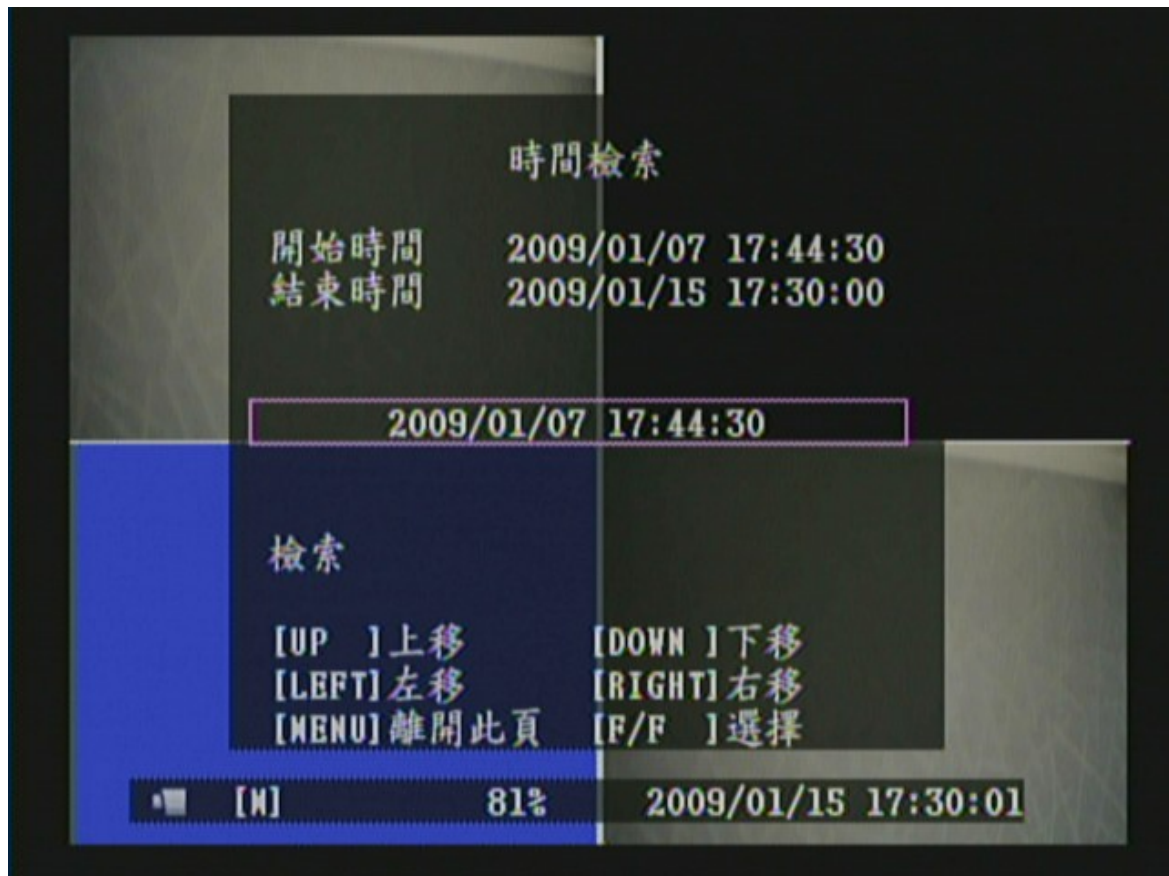 時間檢索
開始時間 2009/01/07 17:44:30
結束時間 2009/01/15 17:30:00
2009/01/07 17:44:30
檢索
[UP ]上移 [DOWN ]下移
[LEFT]左移 [RIGHT]右移
[MENU]離開此頁 [F/F ]選擇
[M] 81% 2009/01/15 17:30:01